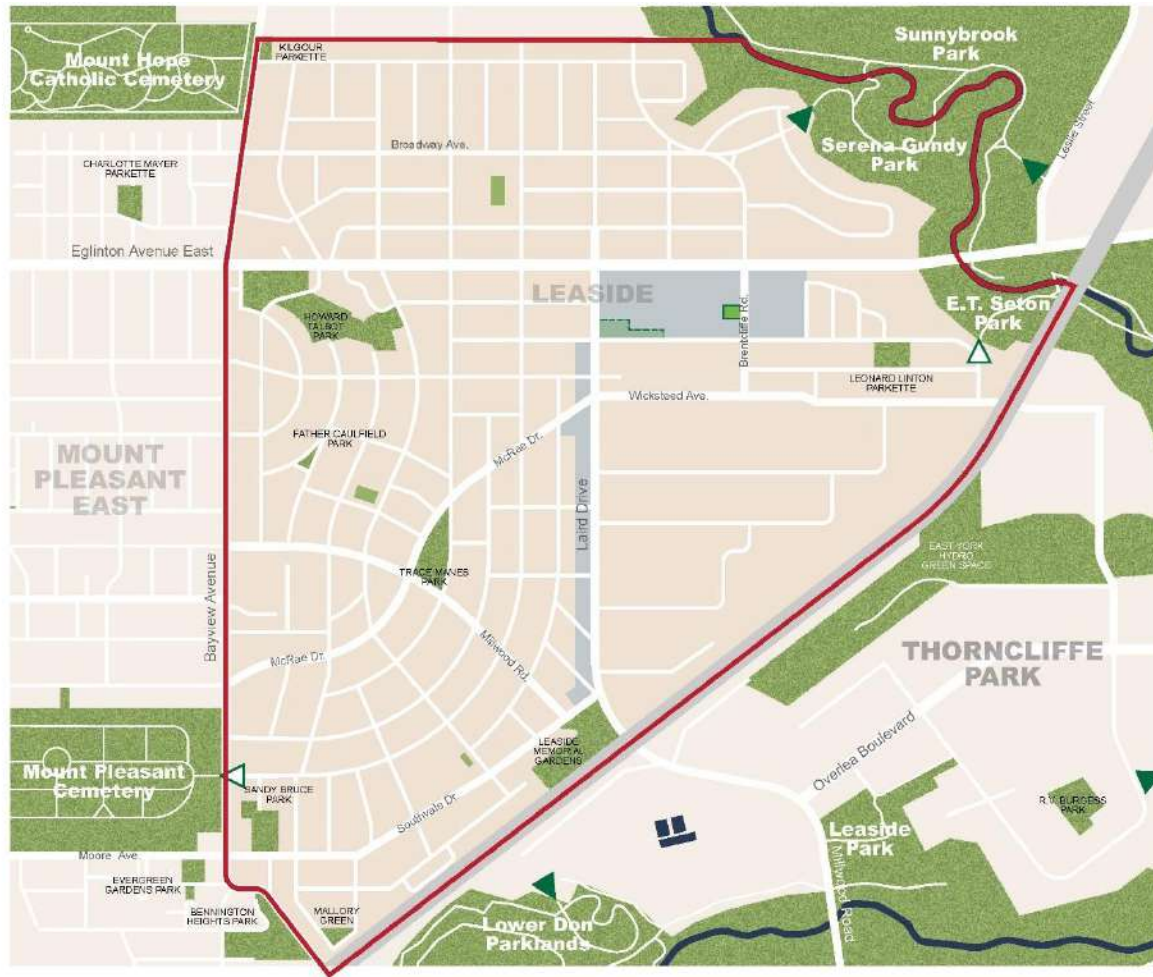 Mount Hope
Catholic Cemetery
KILGOUR
PARKETTE
Sunnybrook
Park
Leslie Street
Serena Gundy
Park
Broadway Ave.
CHARLOTTE MAYER
PARKETTE
Eglinton Avenue East
LEASIDE
HOWARD
TALBOT
PARK
Brentcliffe Rd.
E.T. Seton
Park
LEONARD LINTON
PARKETTE
Wicksteed Ave.
McRae Dr.
FATHER CAULFIELD
PARK
MOUNT
PLEASANT
EAST
Laird Drive
Bayview Avenue
TRACE MANES
PARK
EAST YORK
HYDRO
GREEN SPACE
McRae Dr.
Millwood Rd.
THORNCLIFFE
PARK
LEASIDE
MEMORIAL
GARDENS
Overlea Boulevard
Mount Pleasant
Cemetery
SANDY BRUCE
PARK
Southvale Dr.
R.V. BURGESS
PARK
Moore Ave.
Leaside
Park
Millwood Road
EVERGREEN
GARDENS PARK
BENNINGTON
HEIGHTS PARK
MALLORY
GREEN
Lower Don
Parklands